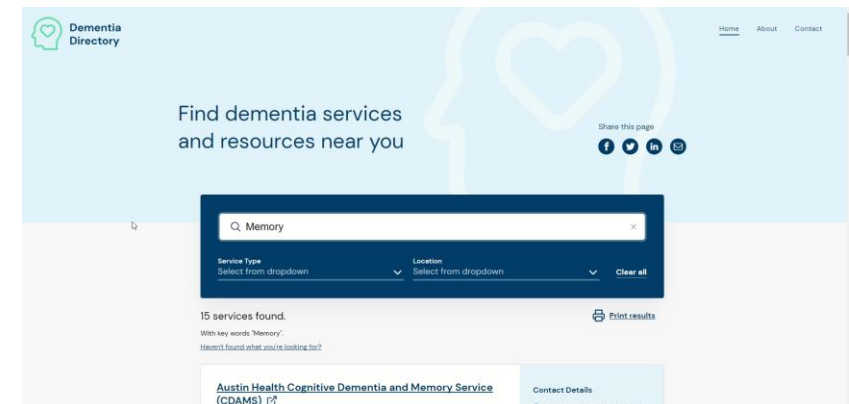 Dementia
Directory
Home About Contact
Find dementia services
and resources near you
Share this page
Memory
Service Type
Select from dropdown
Location
Select from dropdown
Clear all
15 services found.
Print results
With key words "Memory".
Haven't found what you're looking for?
Austin Health Cognitive Dementia and Memory Service
(CDAMS)
Contact Details